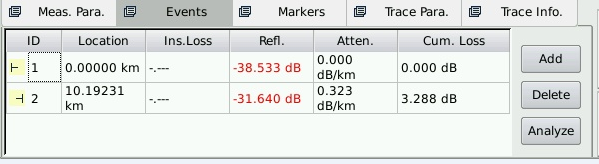 Meas. Para. Events Markers Trace Para. Trace Info.
ID Location Ins.Loss Refl. Atten. Cum. Loss
1 0.00000 km -.--- -38.533 dB 0.000 dB/km 0.000 dB
2 10.19231 km -.--- -31.640 dB 0.323 dB/km 3.288 dB
Add
Delete
Analyze